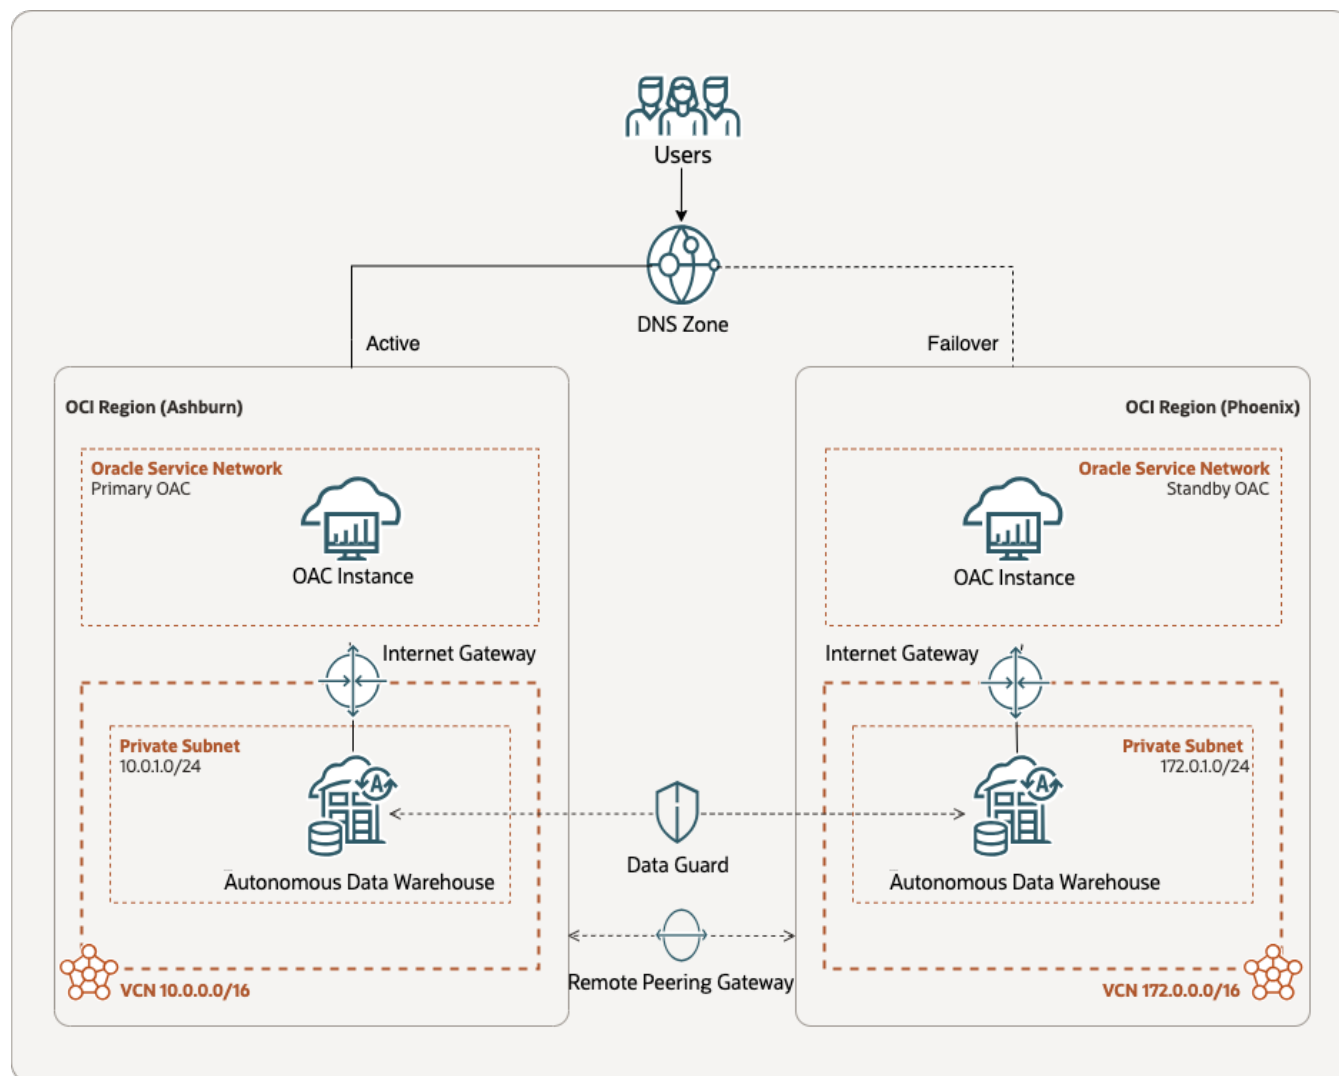 Users
DNS Zone
Active
Failover
OCI Region (Ashburn)
Oracle Service Network
Primary OAC
OAC Instance
Internet Gateway
Private Subnet
10.0.1.0/24
Autonomous Data Warehouse
VCN 10.0.0.0/16
Data Guard
Remote Peering Gateway
OCI Region (Phoenix)
Oracle Service Network
Standby OAC
OAC Instance
Internet Gateway
Private Subnet
172.0.1.0/24
Autonomous Data Warehouse
VCN 172.0.0.0/16